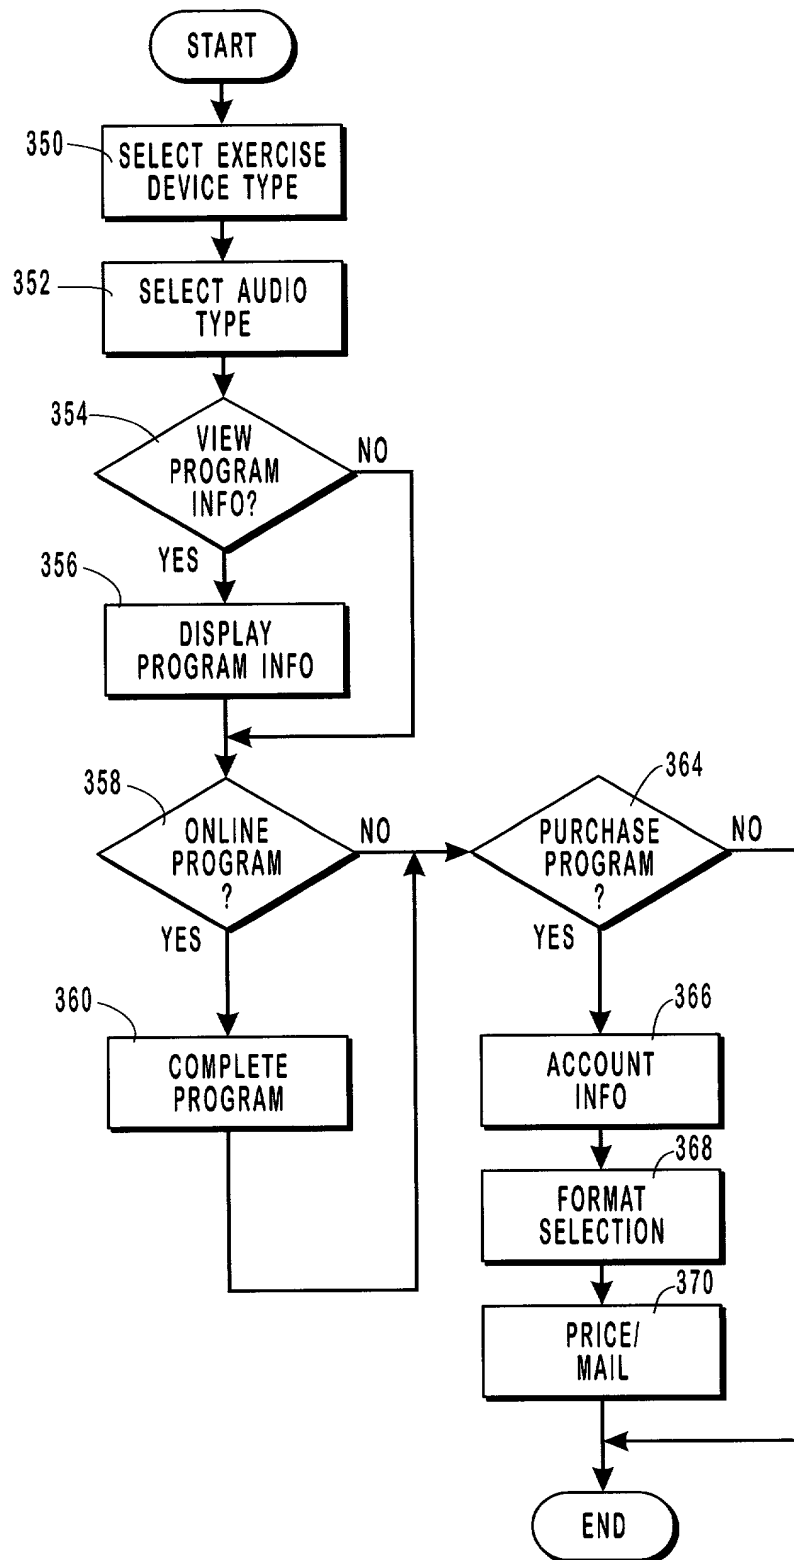 START
350
SELECT EXERCISE
DEVICE TYPE
352
SELECT AUDIO
TYPE
354
VIEW
PROGRAM
INFO?
NO
YES
356
DISPLAY
PROGRAM INFO
358
ONLINE
PROGRAM
?
NO
YES
360
COMPLETE
PROGRAM
364
PURCHASE
PROGRAM
?
NO
YES
366
ACCOUNT
INFO
368
FORMAT
SELECTION
370
PRICE/
MAIL
END